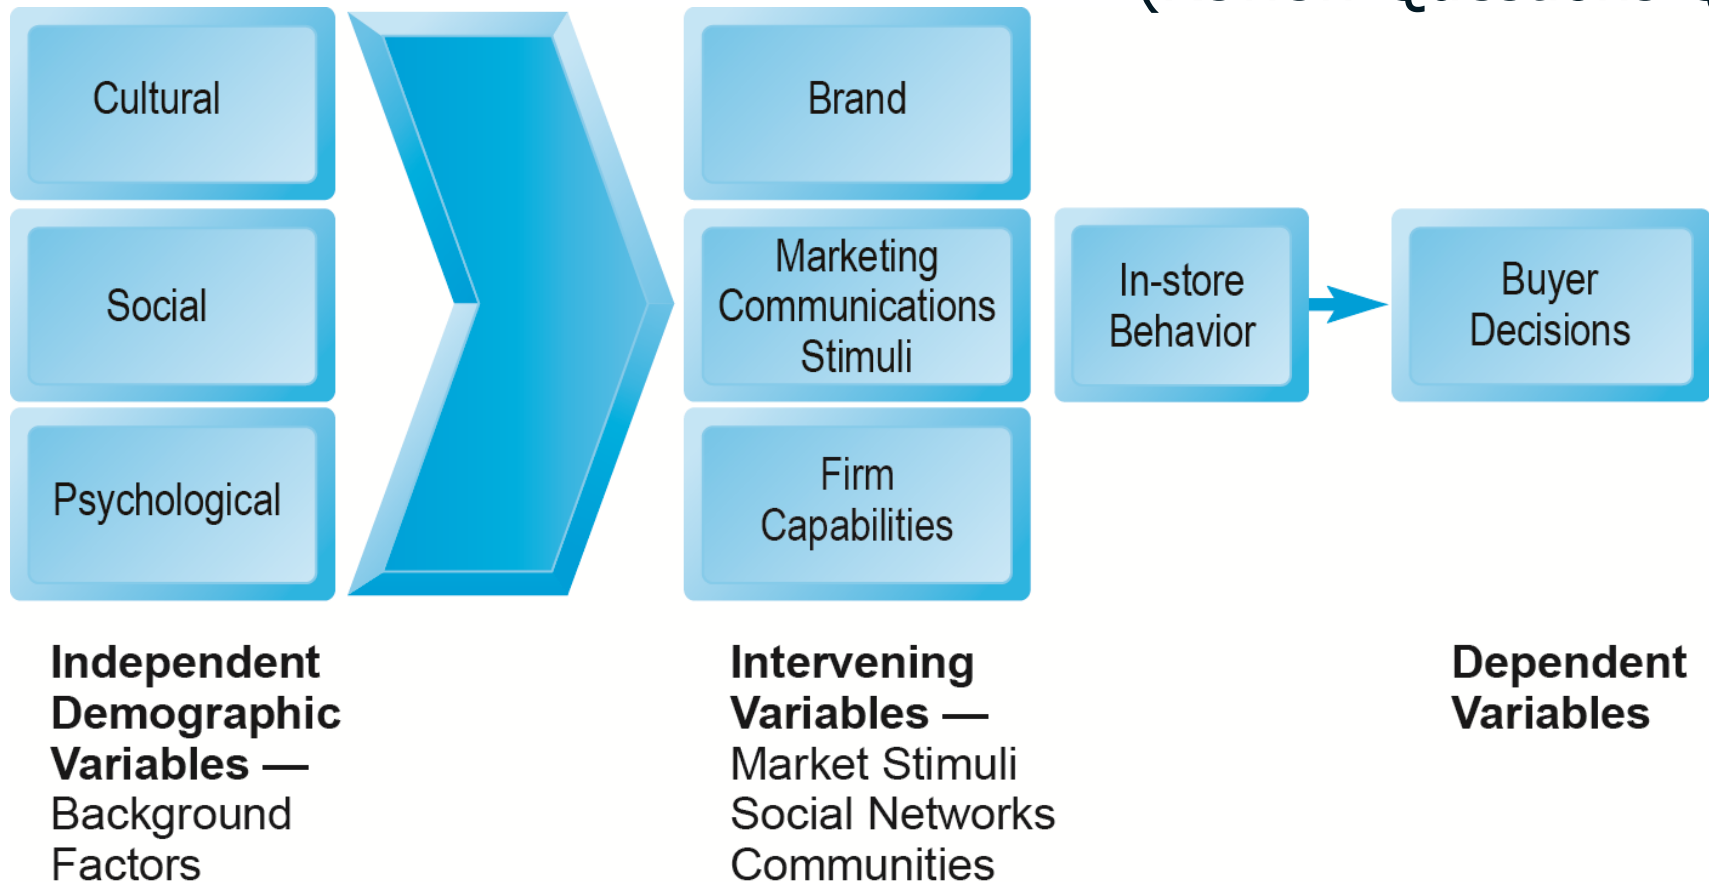 Cultural
Social
Psychological
Brand
Marketing
Communications
Stimuli
Firm
Capabilities
In-store
Behavior
Buyer
Decisions
Independent
Demographic
Variables —
Background
Factors
Intervening
Variables —
Market Stimuli
Social Networks
Communities
Dependent
Variables